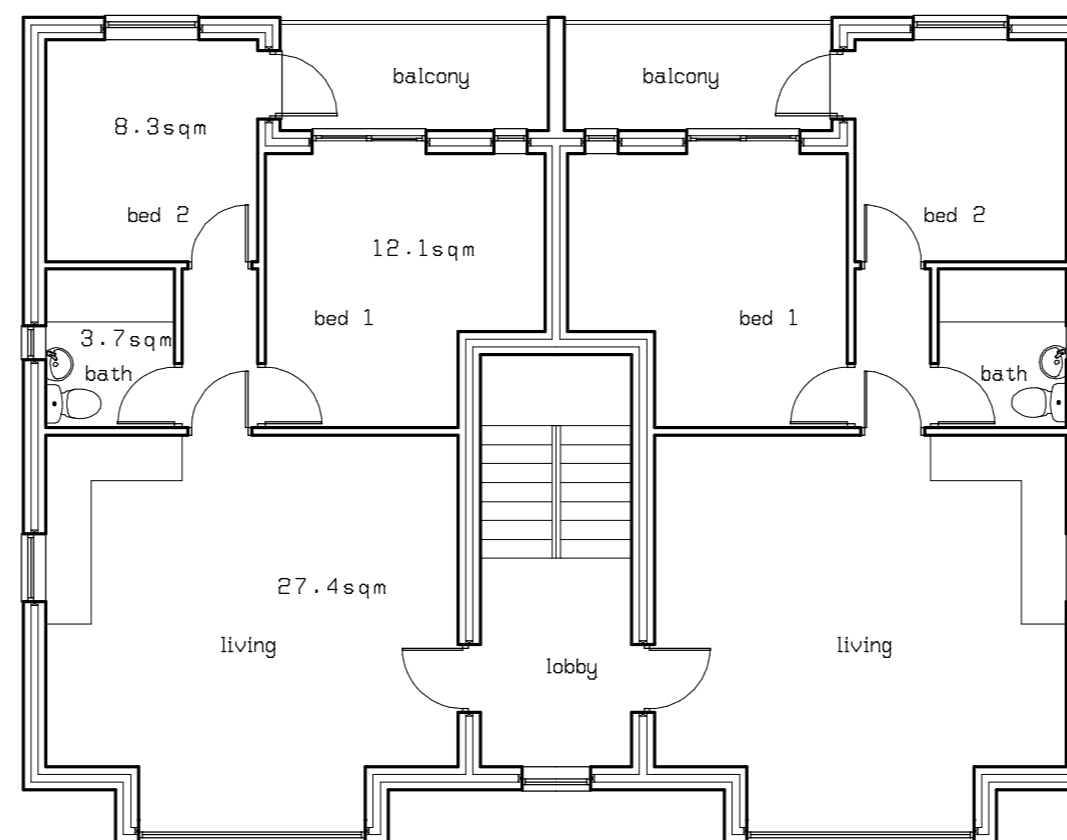 balcony
balcony
8.3sqm
bed 2
bed 2
12.1sqm
bed 1
bed 1
3.7sqm
bath
bath
27.4sqm
living
living
lobby